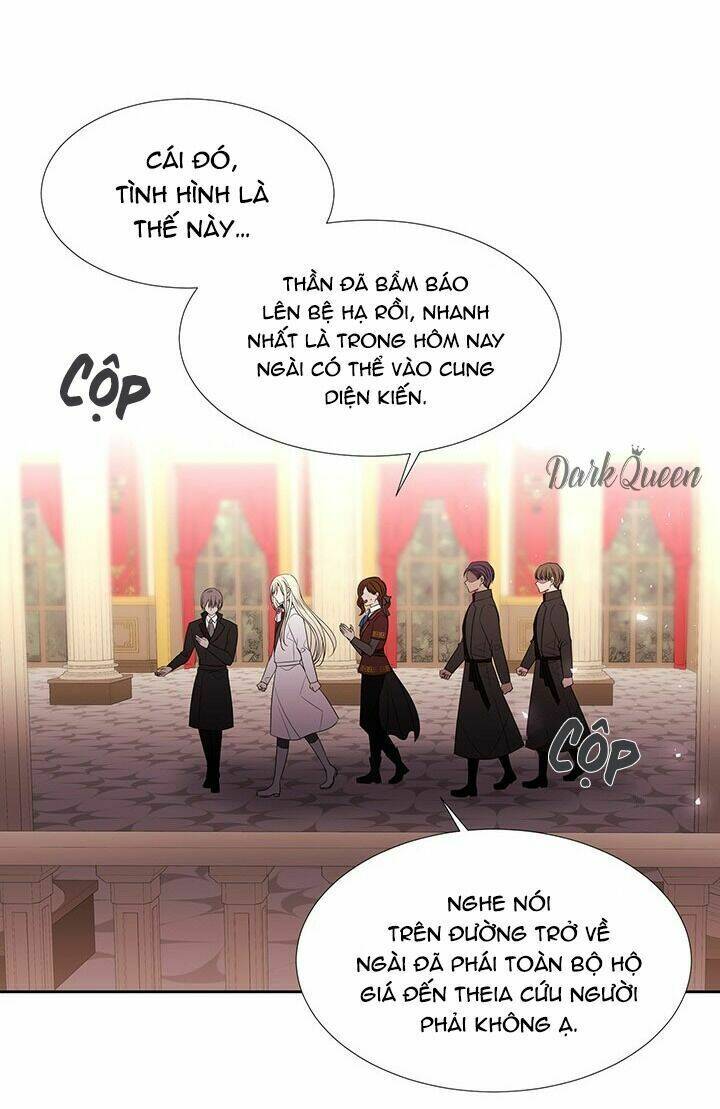 CÁI ĐÓ,
TÌNH HÌNH LÀ
THẾ NÀY...
THẦN ĐÃ BẨM BÁO
LÊN BỆ HẠ RỒI, NHANH
NHẤT LÀ TRONG HÔM NAY
NGÀI CÓ THỂ VÀO CUNG
DIỆN KIẾN.
CỘP
DarkQueen
CỘP
NGHE NÓI
TRÊN ĐƯỜNG TRỞ VỀ
NGÀI ĐÃ PHÁI TOÀN BỘ HỘ
GIÁ ĐẾN THEIA CỨU NGƯỜI
PHẢI KHÔNG Ạ.